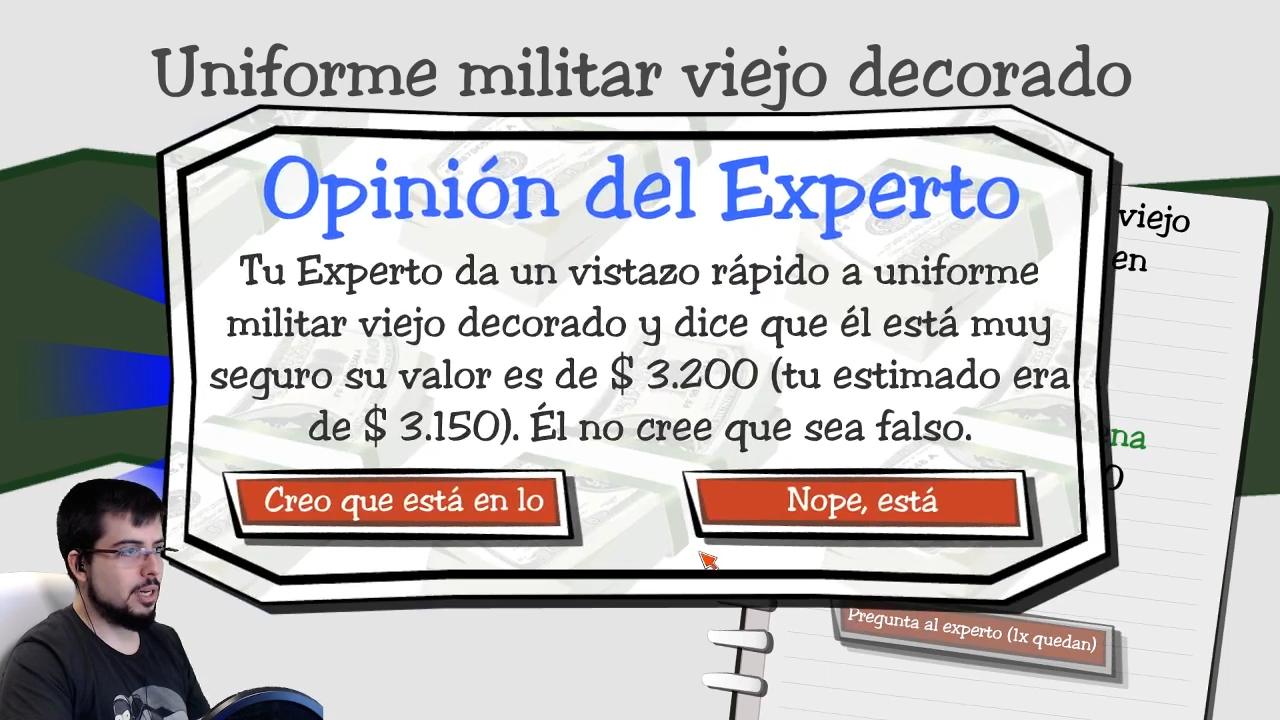 Uniforme militar viejo decorado
Opinión del Experto
Tu Experto da un vistazo rápido a uniforme
militar viejo decorado y dice que él está muy
seguro su valor es de $ 3.200 (tu estimado era
de $ 3.150). Él no cree que sea falso.
Creo que está en lo
Nope, está
viejo
en
na
Pregunta al experto (1x quedan)